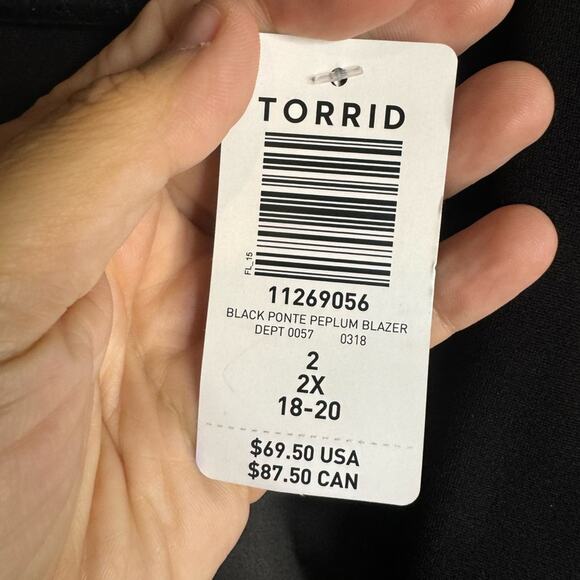 TORRID
FL_15
11269056
BLACK PONTE PEPLUM BLAZER
DEPT 0057 0318
2
2X
18-20
$69.50 USA
$87.50 CAN